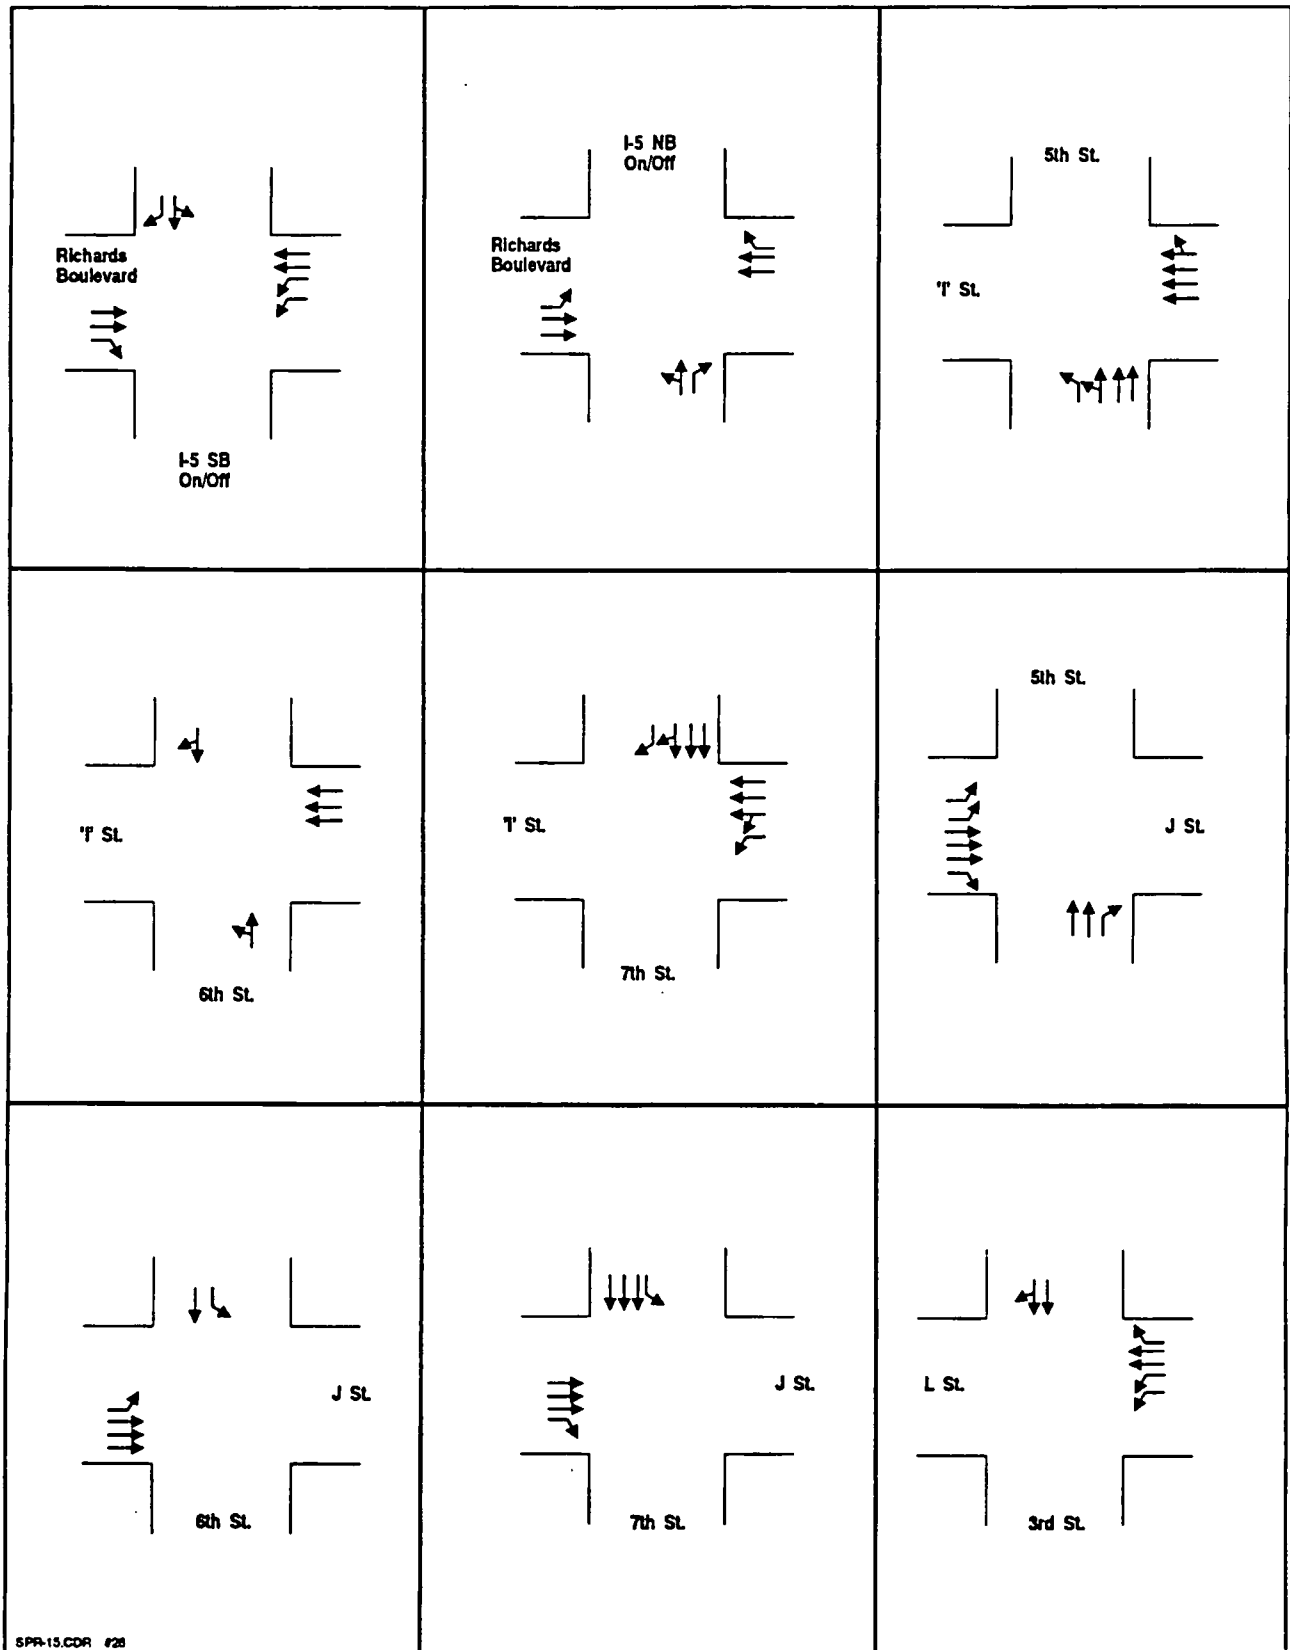 I-5 NB
On/Off
5th St.
Richards
Boulevard
Richards
Boulevard
'I' St.
I-5 SB
On/Off
5th St.
'I' St.
'I' St.
J St.
6th St.
7th St.
J St.
J St.
L St.
6th St.
7th St.
3rd St.
SPR-15.CDR #26